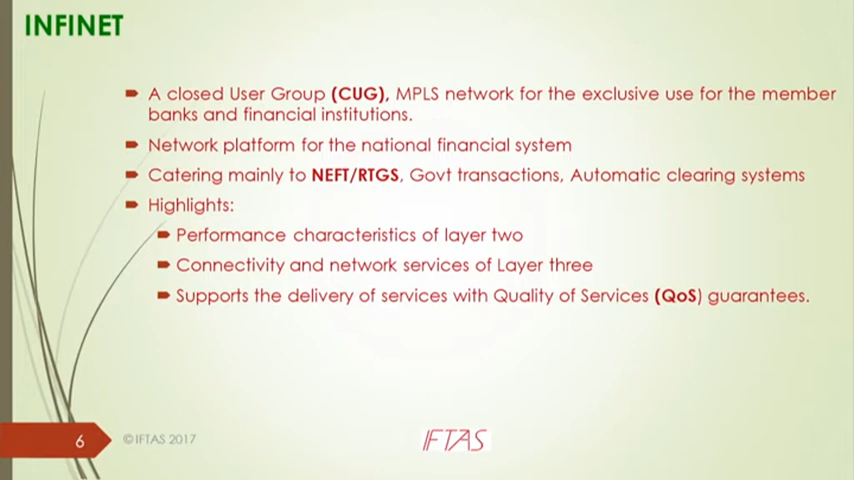 INFINET
A closed User Group (CUG), MPLS network for the exclusive use for the member
banks and financial institutions.
Network platform for the national financial system
Catering mainly to NEFT/RTGS, Govt transactions, Automatic clearing systems
Highlights:
Performance characteristics of layer two
Connectivity and network services of Layer three
Supports the delivery of services with Quality of Services (QoS) guarantees.
6
©IFTAS 2017
IFTAS